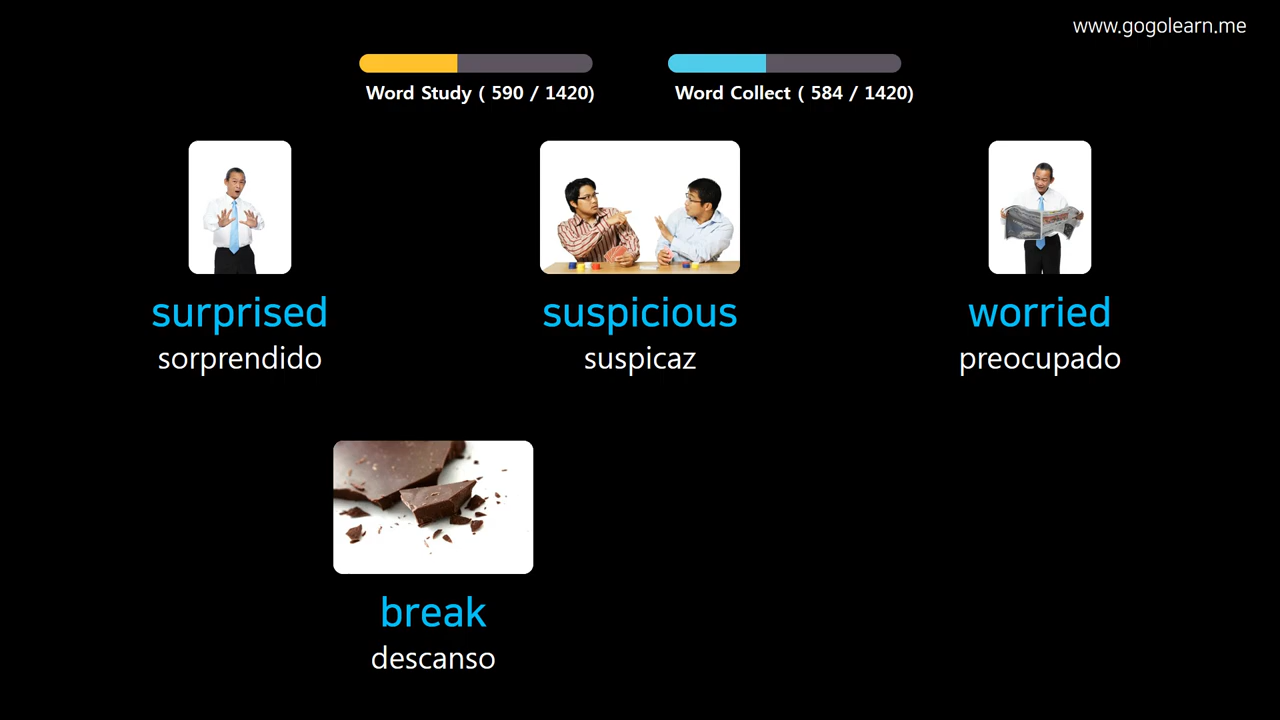 www.gogolearn.me
Word Study ( 590 / 1420)
Word Collect ( 584 / 1420)
surprised
sorprendido
suspicious
suspicaz
worried
preocupado
break
descanso